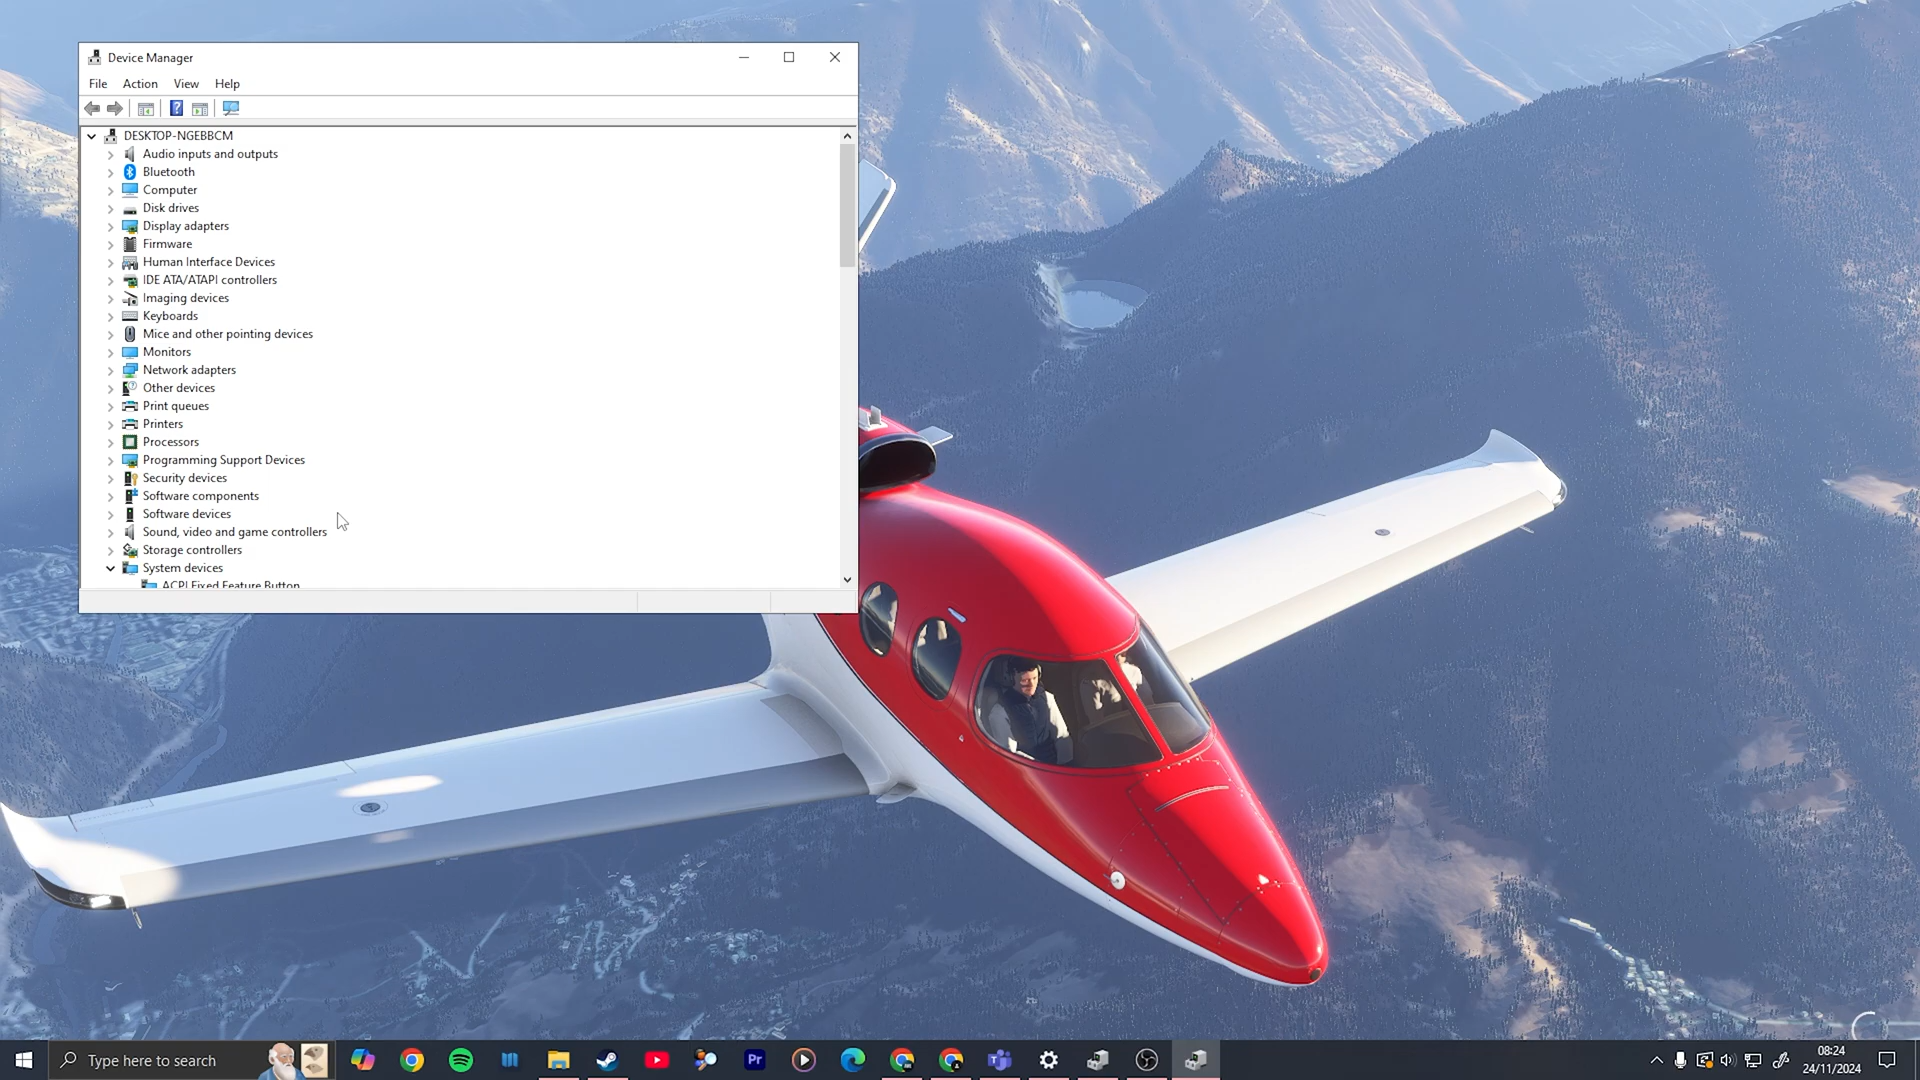 Device Manager
File Action View Help
DESKTOP-NGEBBCM
Audio inputs and outputs
Bluetooth
Computer
Disk drives
Display adapters
Firmware
Human Interface Devices
IDE ATA/ATAPI controllers
Imaging devices
Keyboards
Mice and other pointing devices
Monitors
Network adapters
Other devices
Print queues
Printers
Processors
Programming Support Devices
Security devices
Software components
Software devices
Sound, video and game controllers
Storage controllers
System devices
ACPI Fixed Feature Button
Type here to search
Pr
08:24
24/11/2024